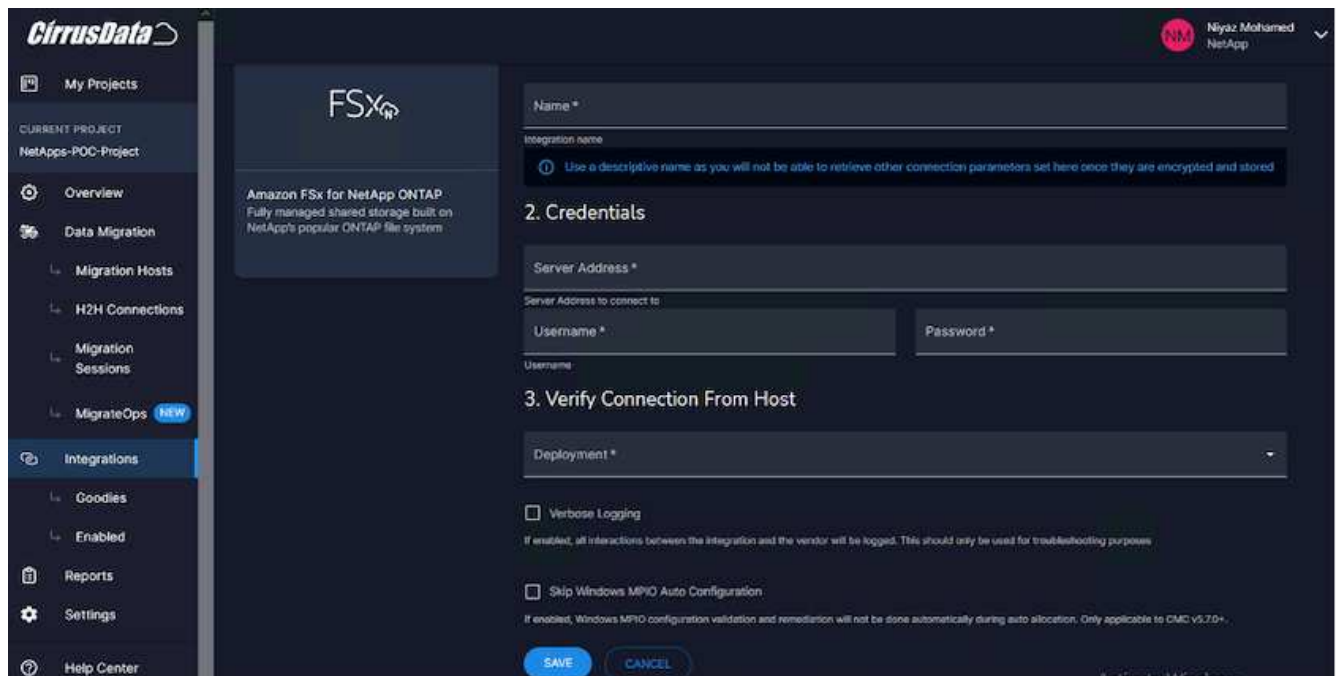 CirrusData
Niyaz Mohamed
NM
NetApp
My Projects
CURRENT PROJECT
NetApps-POC-Project
Overview
Data Migration
Migration Hosts
H2H Connections
Migration
Sessions
MigrateOps NEW
Integrations
Goodies
Enabled
Reports
Settings
Help Center
FSxN
Amazon FSx for NetApp ONTAP
Fully managed shared storage built on
NetApp's popular ONTAP file system
Name *
Integration name
Use a descriptive name as you will not be able to retrieve other connection parameters set here once they are encrypted and stored
2. Credentials
Server Address *
Server Address to connect to
Username * Password *
Username
3. Verify Connection From Host
Deployment *
Verbose Logging
If enabled, all interactions between the integration and the vendor will be logged. This should only be used for troubleshooting purposes
Skip Windows MPIO Auto Configuration
If enabled, Windows MPIO configuration validation and remediation will not be done automatically during auto allocation. Only applicable to CMC v5.7.0+.
SAVE CANCEL